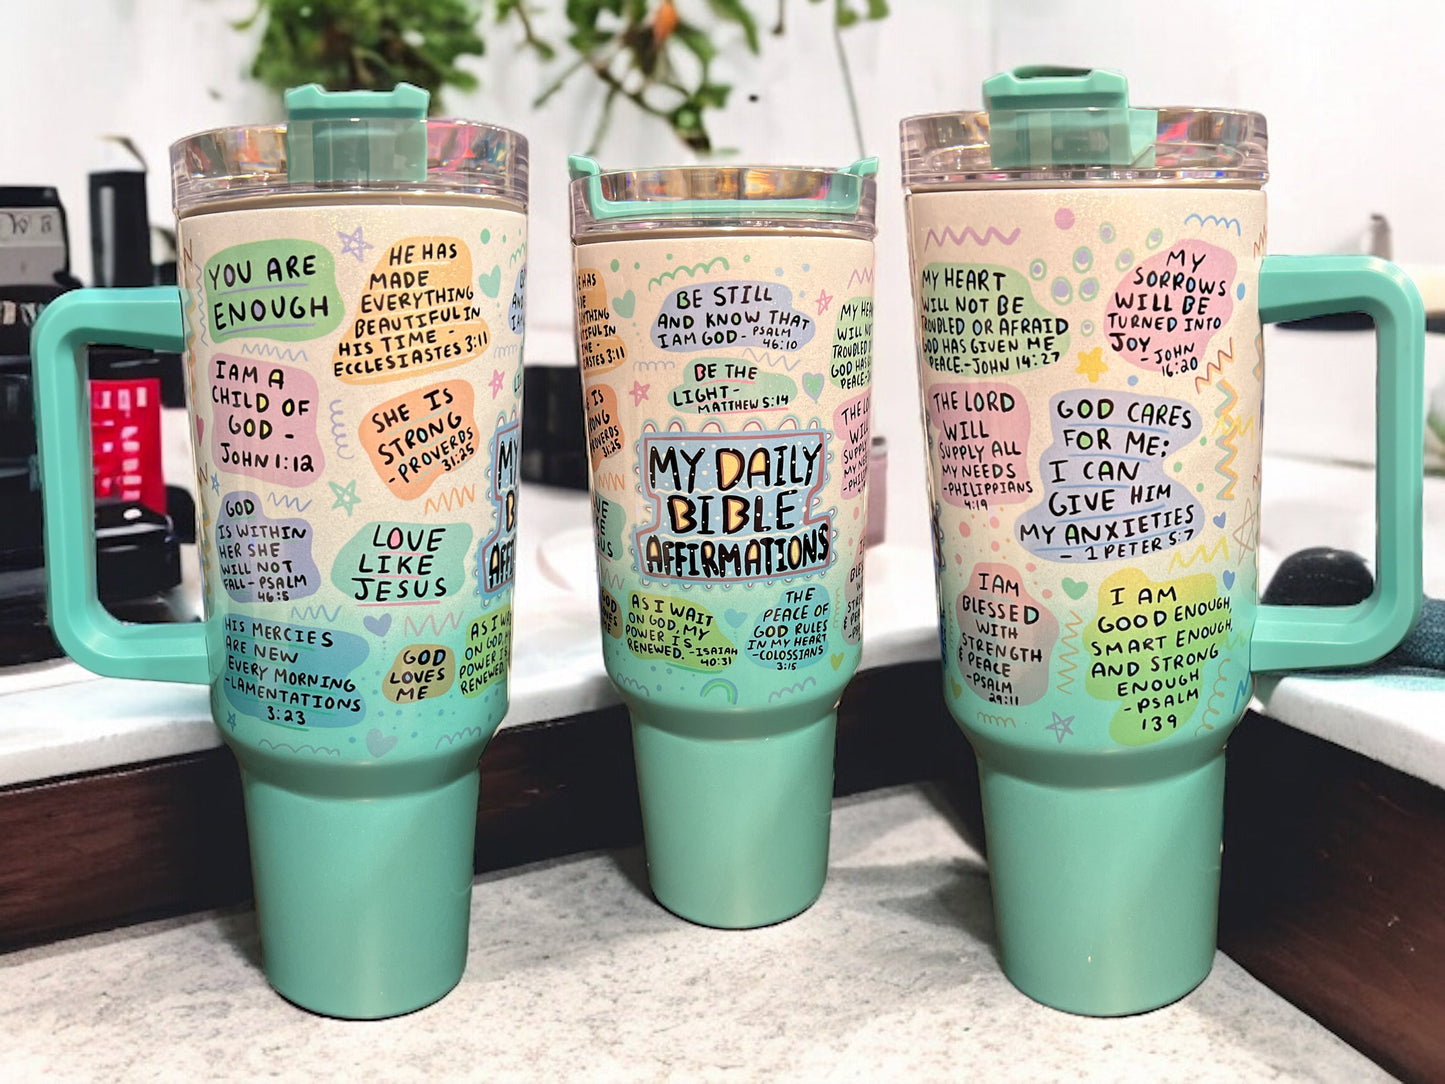 YOU ARE
ENOUGH
HE HAS
MADE
EVERYTHING
BEAUTIFUL IN
HIS TIME -
ECCLESIASTES 3:11
I AM A
CHILD OF
GOD -
JOHN 1:12
SHE IS
STRONG
- PROVERBS
31:25
GOD
IS WITHIN
HER SHE
WILL NOT
FALL - PSALM
46:5
LOVE
LIKE
JESUS
HIS MERCIES
ARE NEW
EVERY MORNING
- LAMENTATIONS
3:23
GOD
LOVES
ME
AS I WAIT
ON GOD, MY
POWER IS
RENEWED.
BE STILL
AND KNOW THAT
I AM GOD - PSALM
46:10
BE THE
LIGHT -
MATTHEW 5:14
MY DAILY
BIBLE
AFFIRMATIONS
AS I WAIT
ON GOD, MY
POWER IS
RENEWED. - ISAIAH
40:31
THE
PEACE OF
GOD RULES
IN MY HEART
- COLOSSIANS
3:15
MY HEART
WILL NOT BE
TROUBLED OR AFRAID
GOD HAS GIVEN ME
PEACE. - JOHN 14:27
MY
SORROWS
WILL BE
TURNED INTO
JOY
- JOHN
16:20
THE LORD
WILL
SUPPLY ALL
MY NEEDS
- PHILIPPIANS
4:19
GOD CARES
FOR ME;
I CAN
GIVE HIM
MY ANXIETIES
- 1 PETER 5:7
I AM
BLESSED
WITH
STRENGTH
& PEACE
- PSALM
29:11
I AM
GOOD ENOUGH,
SMART ENOUGH,
AND STRONG
ENOUGH
- PSALM
139